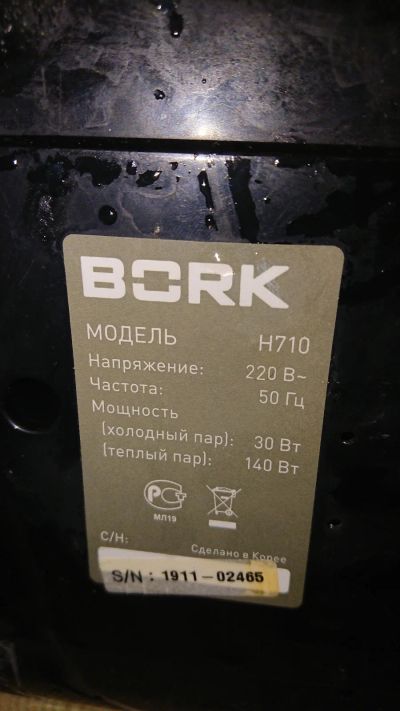 BORK
МОДЕЛЬ H710
Напряжение: 220 В~
Частота: 50 Гц
Мощность
(холодный пар): 30 Вт
(теплый пар): 140 Вт
РС
МЛ19
С/Н:
Сделано в Корее
S/N : 1911-02465